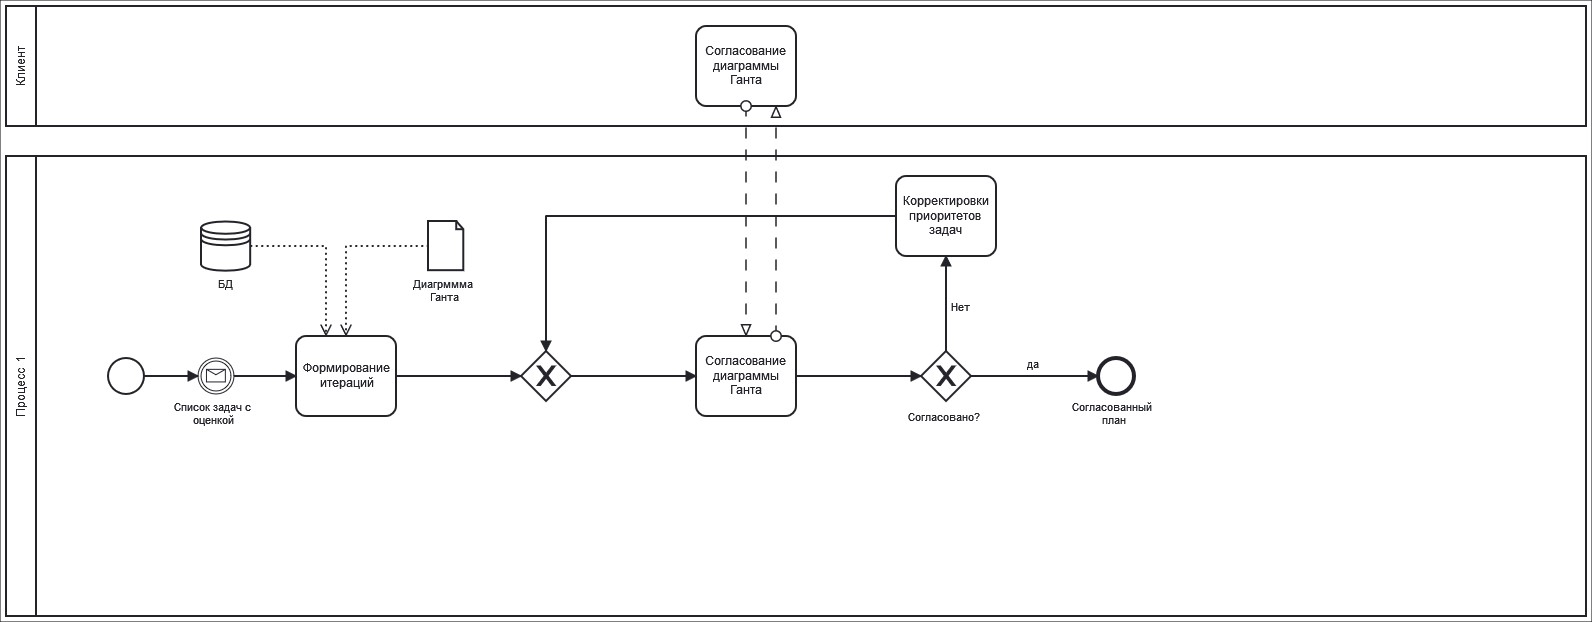 Клиент
Согласование
диаграммы
Ганта
Процесс 1
Корректировки
приоритетов
задач
БД
Диагрммма
Ганта
Нет
Список задач с
оценкой
Формирование
итераций
Согласование
диаграммы
Ганта
Согласовано?
да
Согласованный
план